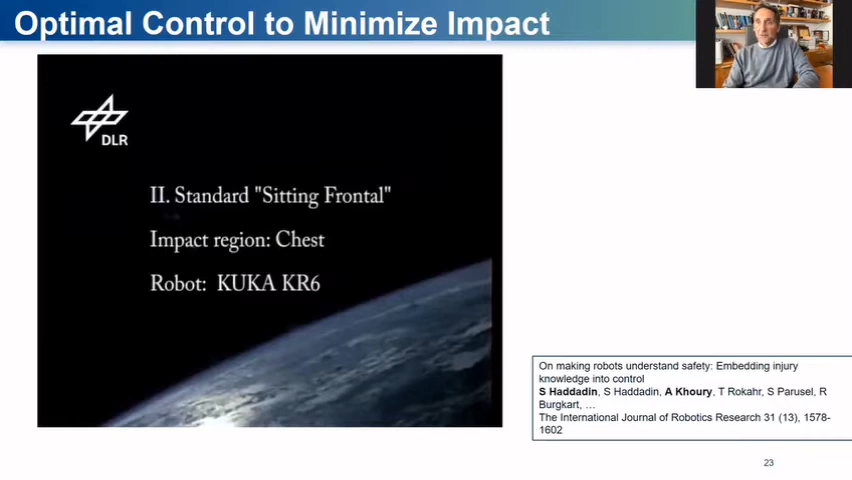 Optimal Control to Minimize Impact
DLR
II. Standard "Sitting Frontal"
Impact region: Chest
Robot: KUKA KR6
On making robots understand safety: Embedding injury
knowledge into control
S Haddadin, S Haddadin, A Khoury, T Rokahr, S Parusel, R
Burgkart, …
The International Journal of Robotics Research 31 (13), 1578-
1602
23